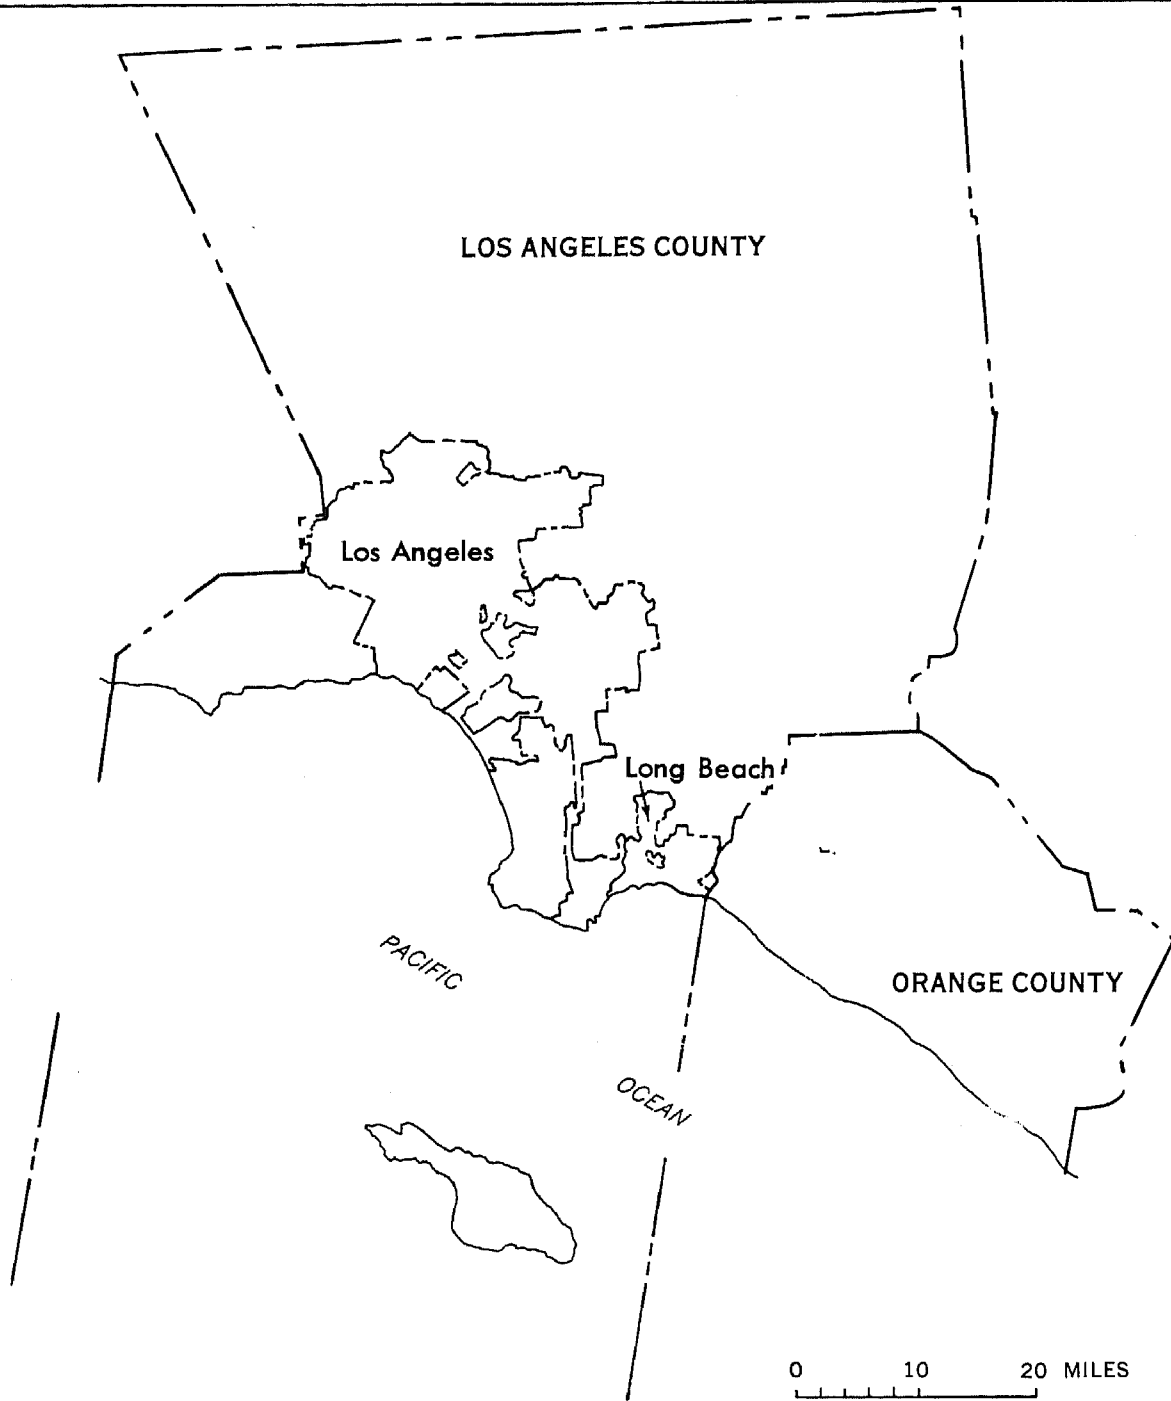 LOS ANGELES COUNTY
Los Angeles
Long Beach
PACIFIC
ORANGE COUNTY
OCEAN
0 10 20 MILES